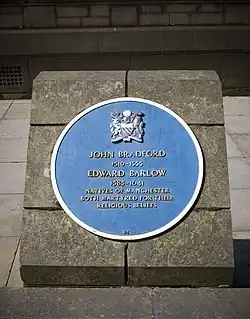 JOHN BRADFORD
1510-1555
EDWARD BARLOW
1585-1641
NATIVES OF MANCHESTER
BOTH MARTYRED FOR THEIR
RELIGIOUS BELIEFS